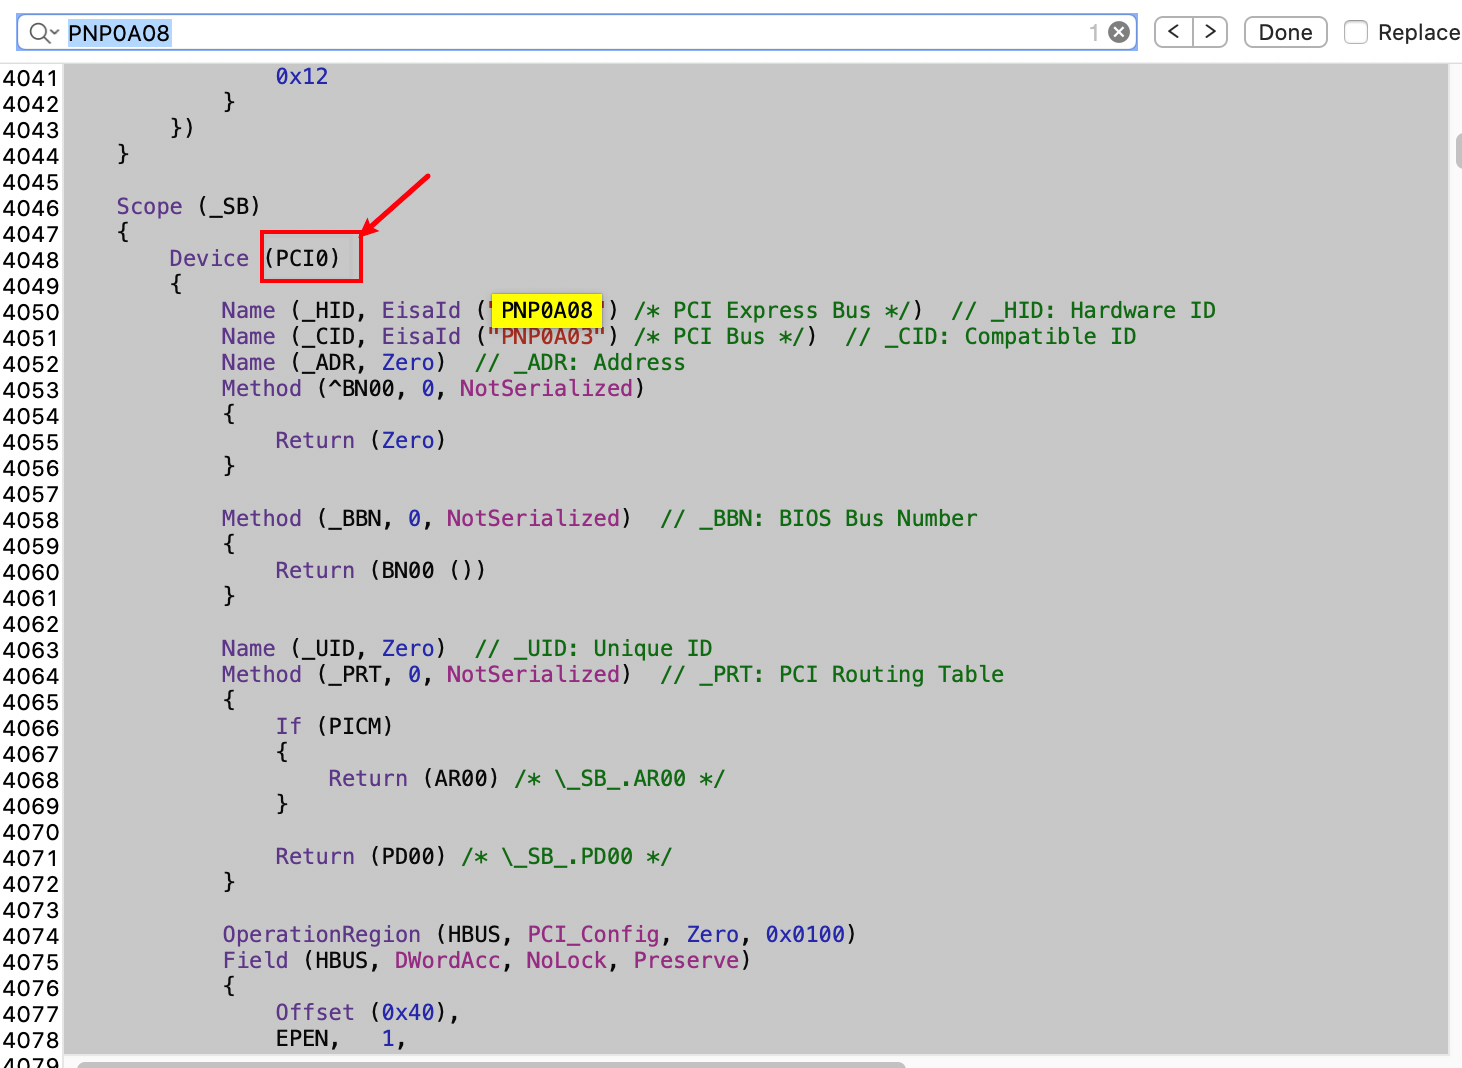 PNP0A08 1 < > Done Replace
4041 0x12
4042 }
4043 })
4044 }
4045
4046 Scope (_SB)
4047 {
4048 Device (PCI0)
4049 {
4050 Name (_HID, EisaId ("PNP0A08") /* PCI Express Bus */) // _HID: Hardware ID
4051 Name (_CID, EisaId ("PNP0A03") /* PCI Bus */) // _CID: Compatible ID
4052 Name (_ADR, Zero) // _ADR: Address
4053 Method (^BN00, 0, NotSerialized)
4054 {
4055 Return (Zero)
4056 }
4057
4058 Method (_BBN, 0, NotSerialized) // _BBN: BIOS Bus Number
4059 {
4060 Return (BN00 ())
4061 }
4062
4063 Name (_UID, Zero) // _UID: Unique ID
4064 Method (_PRT, 0, NotSerialized) // _PRT: PCI Routing Table
4065 {
4066 If (PICM)
4067 {
4068 Return (AR00) /* \_SB_.AR00 */
4069 }
4070
4071 Return (PD00) /* \_SB_.PD00 */
4072 }
4073
4074 OperationRegion (HBUS, PCI_Config, Zero, 0x0100)
4075 Field (HBUS, DWordAcc, NoLock, Preserve)
4076 {
4077 Offset (0x40),
4078 EPEN, 1,
4079